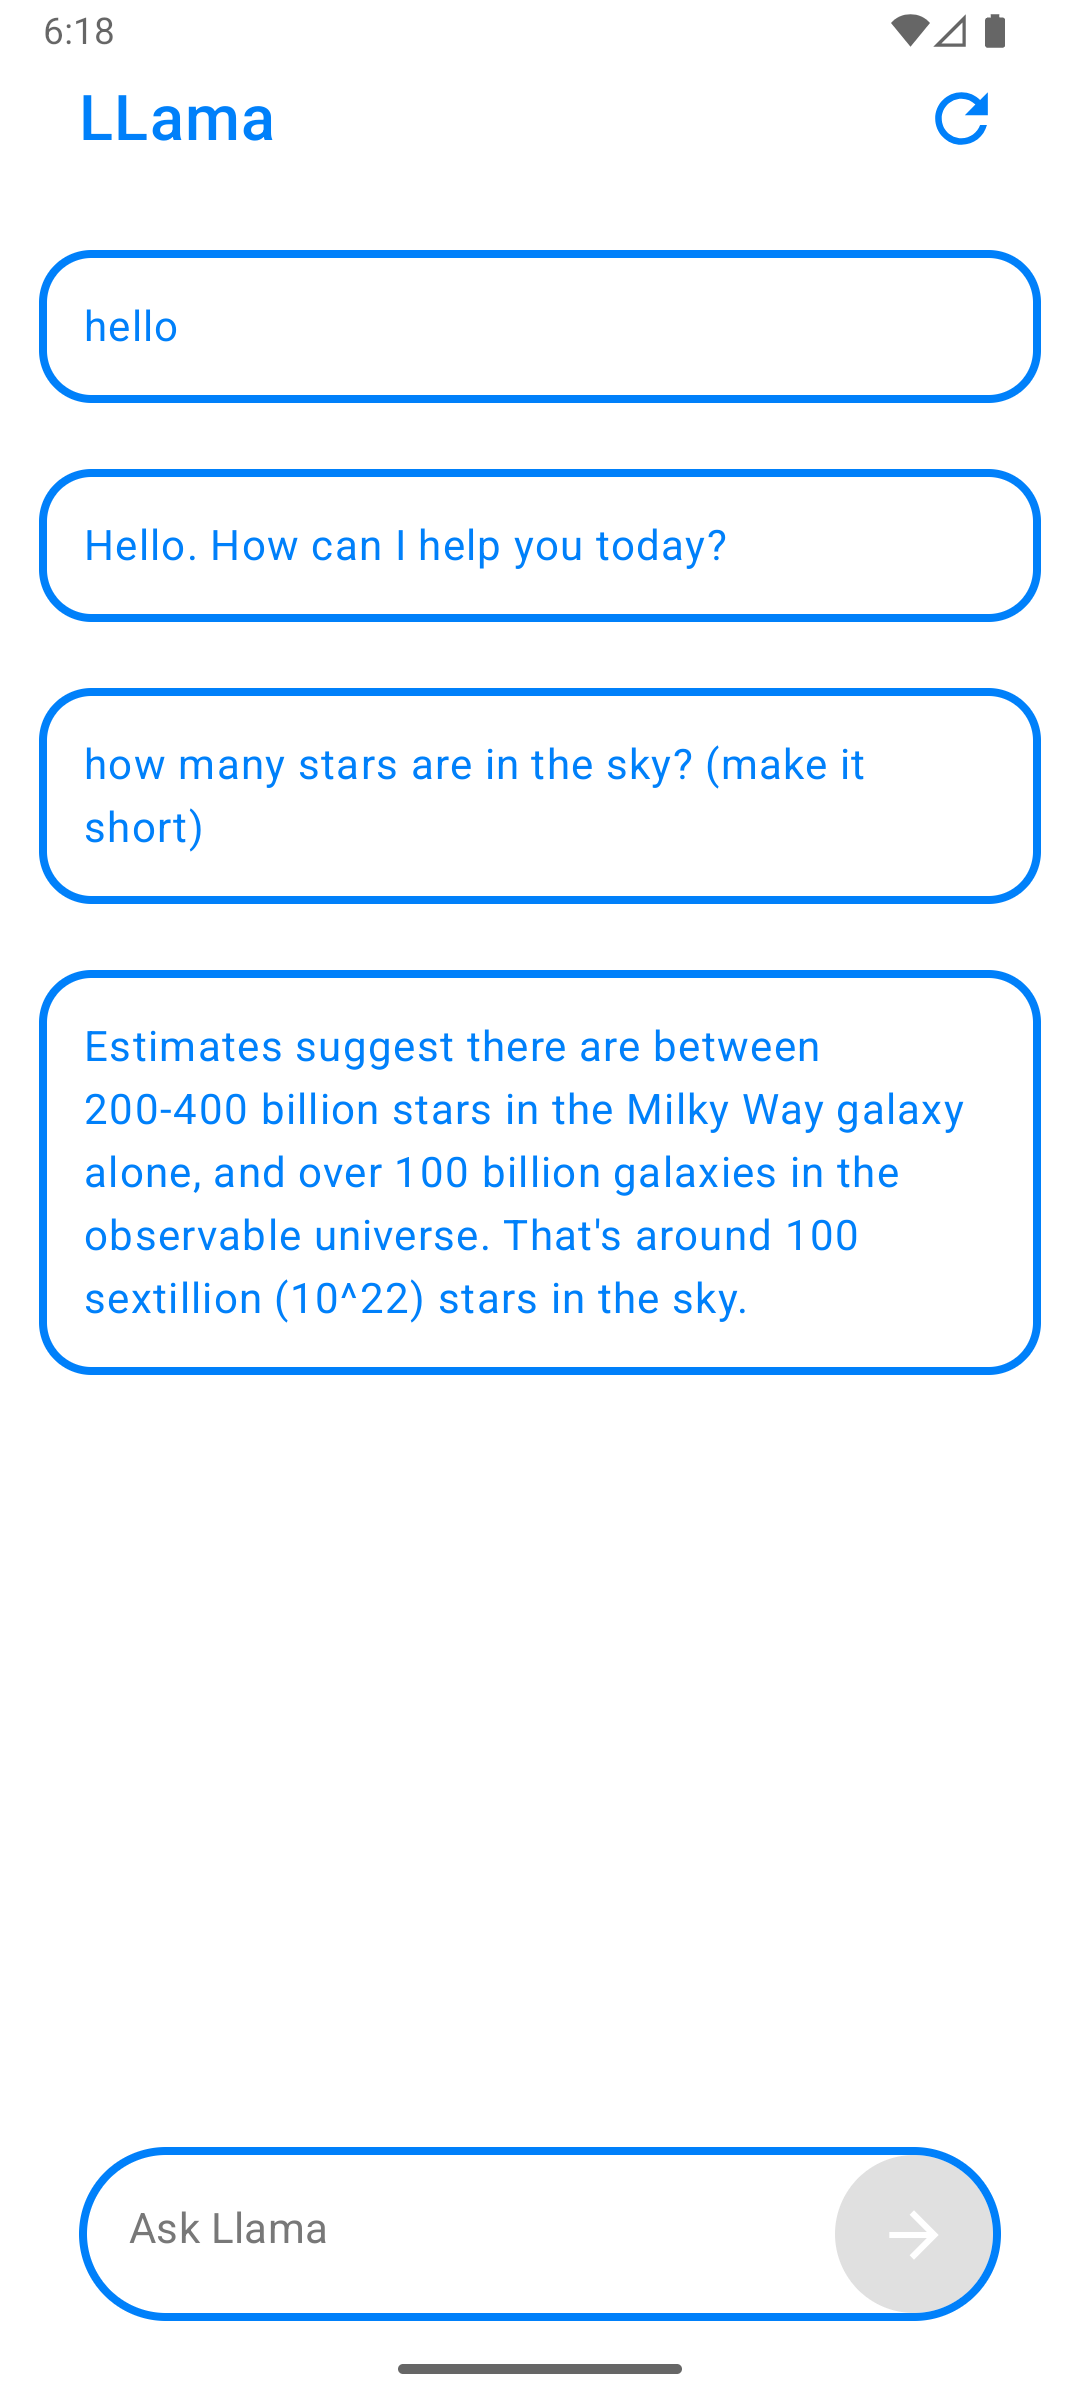 6:18
LLama
hello
Hello. How can I help you today?
how many stars are in the sky? (make it
short)
Estimates suggest there are between
200-400 billion stars in the Milky Way galaxy
alone, and over 100 billion galaxies in the
observable universe. That's around 100
sextillion (10^22) stars in the sky.
Ask Llama